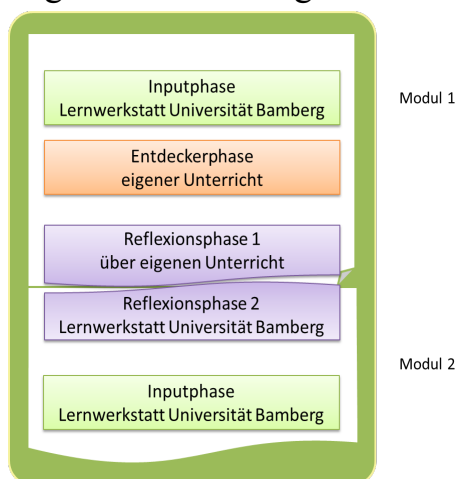 Inputphase
Lernwerkstatt Universität Bamberg
Modul 1
Entdeckerphase
eigener Unterricht
Reflexionsphase 1
über eigenen Unterricht
Reflexionsphase 2
Lernwerkstatt Universität Bamberg
Modul 2
Inputphase
Lernwerkstatt Universität Bamberg